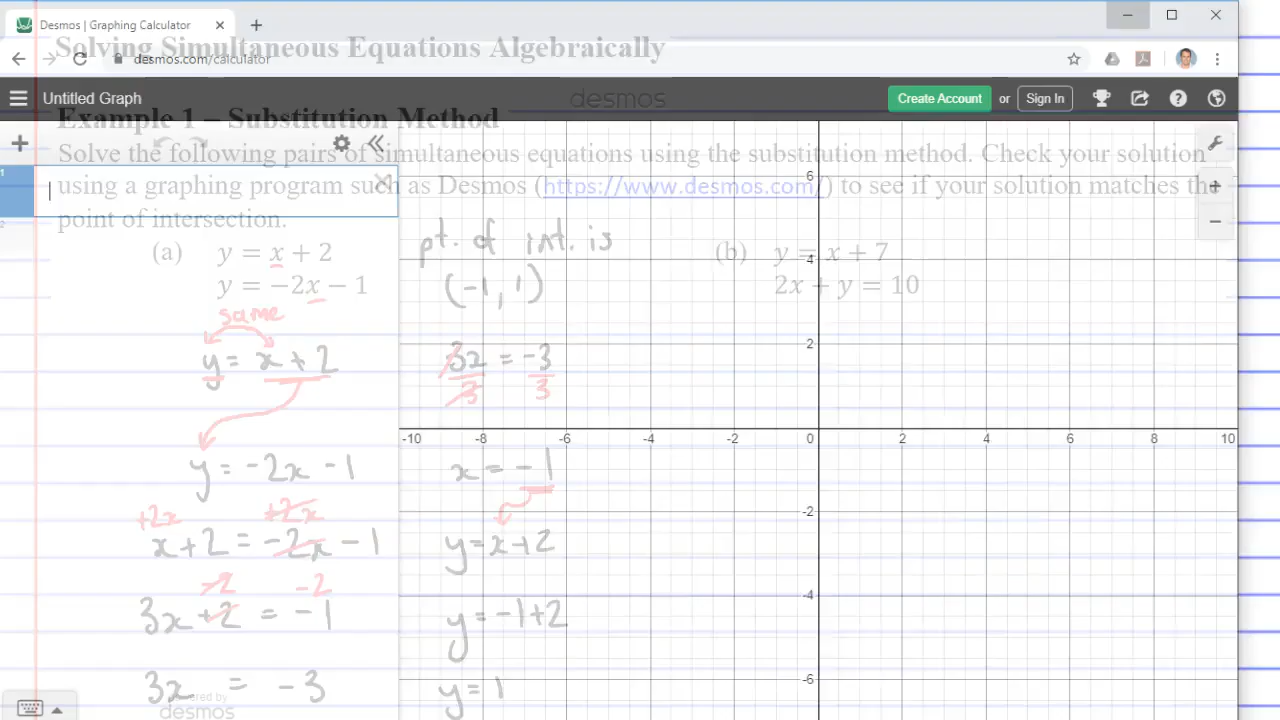 Desmos | Graphing Calculator
desmos.com/calculator
Solving Simultaneous Equations Algebraically
Untitled Graph
desmos
Create Account or Sign In
Example 1 – Substitution Method
Solve the following pairs of simultaneous equations using the substitution method. Check your solution
using a graphing program such as Desmos (https://www.desmos.com/) to see if your solution matches the
point of intersection.
(a) y = x + 2
y = −2x − 1
pt. of int. is
(-1, 1)
(b) y = x + 7
2x + y = 10
same
y = x + 2
y = -2x - 1
+2x +2x
x + 2 = -2x - 1
-2 -2
3x + 2 = -1
3x = -3
3x = -3
3 3
x = -1
y = x + 2
y = -1 + 2
y = 1
6
4
2
-10 -8 -6 -4 -2 0 2 4 6 8 10
-2
-4
-6
1
2
powered by
desmos